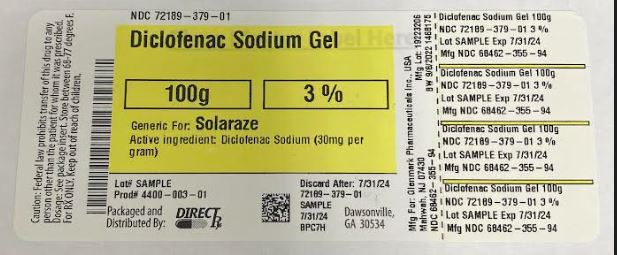 NDC 72189-379-01
Diclofenac Sodium Gel
100g
3 %
Generic For: Solaraze
Active ingredient: Diclofenac Sodium (30mg per
gram)
Lot# SAMPLE
Prod# 4400-003-01
Packaged and
Distributed By:
DIRECT Rx
Discard After: 7/31/24
72189-379-01
SAMPLE
7/31/24
BPC7H
Dawsonville,
GA 30534
Caution: Federal law prohibits transfer of this drug to any
person other than the patient for whom it was prescribed.
Dosage: See package insert. Store between 68-77 degrees F.
for RX ONLY. Keep out of reach of children.
Mfg For: Glenmark Pharmaceuticals Inc., USA
Mahwah, NJ 07430
NDC 68462-355-94
Mfg Lot: 19223206
BW 9/8/2022 1468175
Diclofenac Sodium Gel 100g
NDC 72189-379-01 3 %
Lot SAMPLE Exp 7/31/24
Mfg NDC 68462-355-94
Diclofenac Sodium Gel 100g
NDC 72189-379-01 3 %
Lot SAMPLE Exp 7/31/24
Mfg NDC 68462-355-94
Diclofenac Sodium Gel 100g
NDC 72189-379-01 3 %
Lot SAMPLE Exp 7/31/24
Mfg NDC 68462-355-94
Diclofenac Sodium Gel 100g
NDC 72189-379-01 3 %
Lot SAMPLE Exp 7/31/24
Mfg NDC 68462-355-94